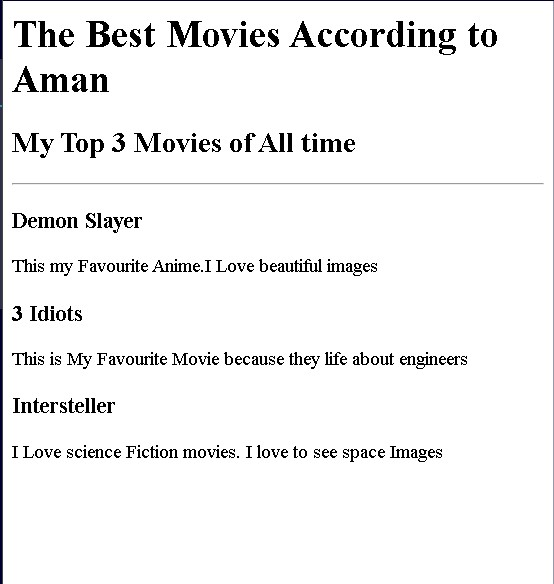 The Best Movies According to
Aman
My Top 3 Movies of All time
Demon Slayer
This my Favourite Anime.I Love beautiful images
3 Idiots
This is My Favourite Movie because they life about engineers
Intersteller
I Love science Fiction movies. I love to see space Images